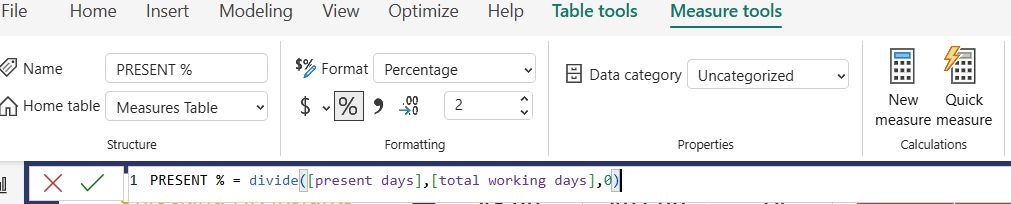 File Home Insert Modeling View Optimize Help Table tools Measure tools
Name PRESENT % $% Format Percentage Data category Uncategorized
Home table Measures Table $ % , .00 .0 2 New measure Quick measure
Structure Formatting Properties Calculations
1 PRESENT % = divide([present days],[total working days],0)